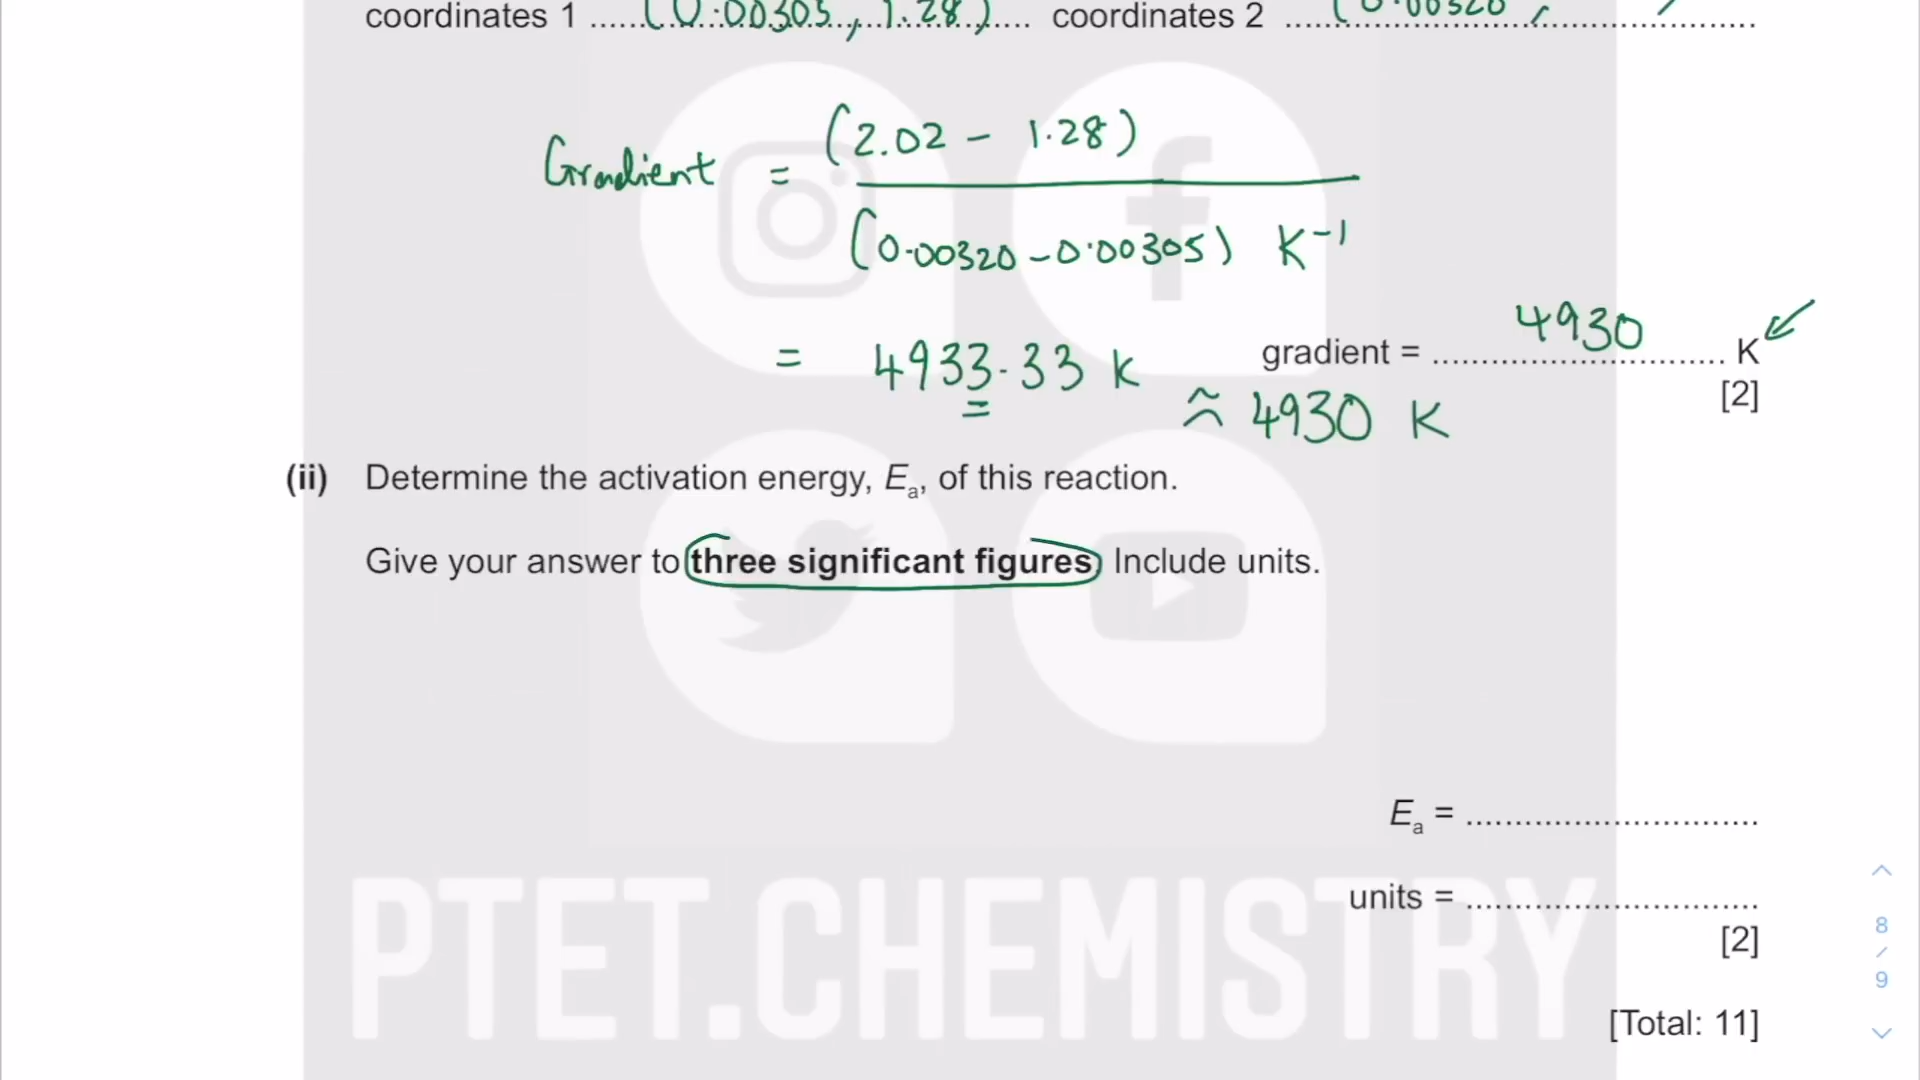 coordinates 1 ......(0.00305, 1.28).... coordinates 2 ....(0.00320,
Gradient = (2.02 - 1.28)
(0.00320 - 0.00305) K⁻¹
= 4933.33 K
gradient = 4930 K
[2]
≈ 4930 K
(ii) Determine the activation energy, Eₐ, of this reaction.
Give your answer to three significant figures. Include units.
Eₐ = ..............................
units = ..............................
[2]
PTET.CHEMISTRY
[Total: 11]
8
/
9